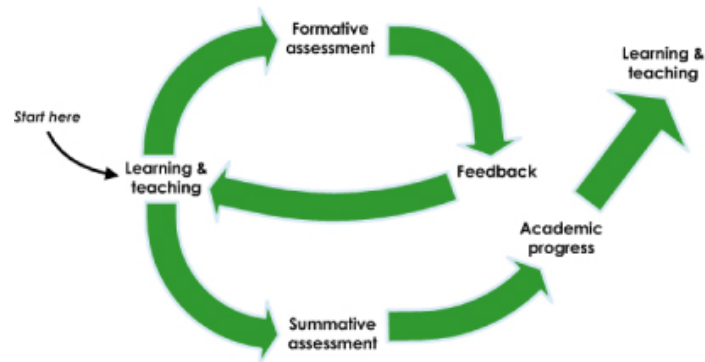 Formative
assessment
Learning &
teaching
Start here
Learning &
teaching
Feedback
Academic
progress
Summative
assessment